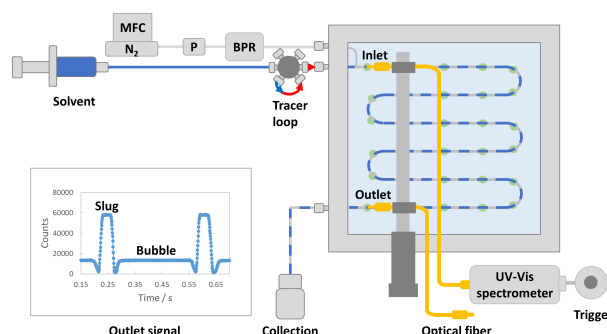 MFC
N2
P
BPR
Solvent
Tracer
loop
Inlet
Outlet
80000
60000
40000
20000
0
Counts
Slug
Bubble
0.15
0.25
0.35
0.45
0.55
0.65
Time / s
Outlet signal
Collection
Optical fiber
UV-Vis
spectrometer
Trigge